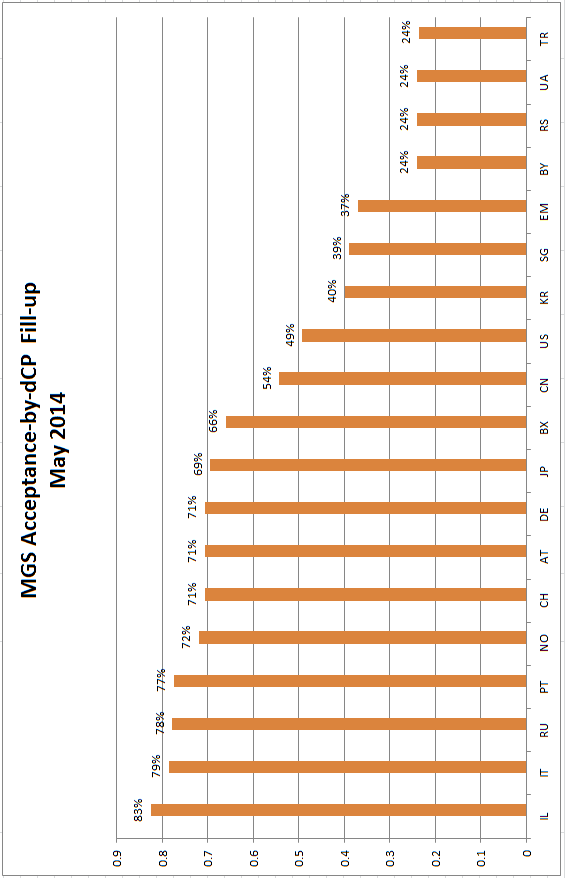 MGS Acceptance-by-dCP Fill-up
May 2014
0.9
0.8
0.7
0.6
0.5
0.4
0.3
0.2
0.1
0
83%
79%
78%
77%
72%
71%
71%
71%
69%
66%
54%
49%
40%
39%
37%
24%
24%
24%
24%
IL
IT
RU
PT
NO
CH
AT
DE
JP
BX
CN
US
KR
SG
EM
BY
RS
UA
TR